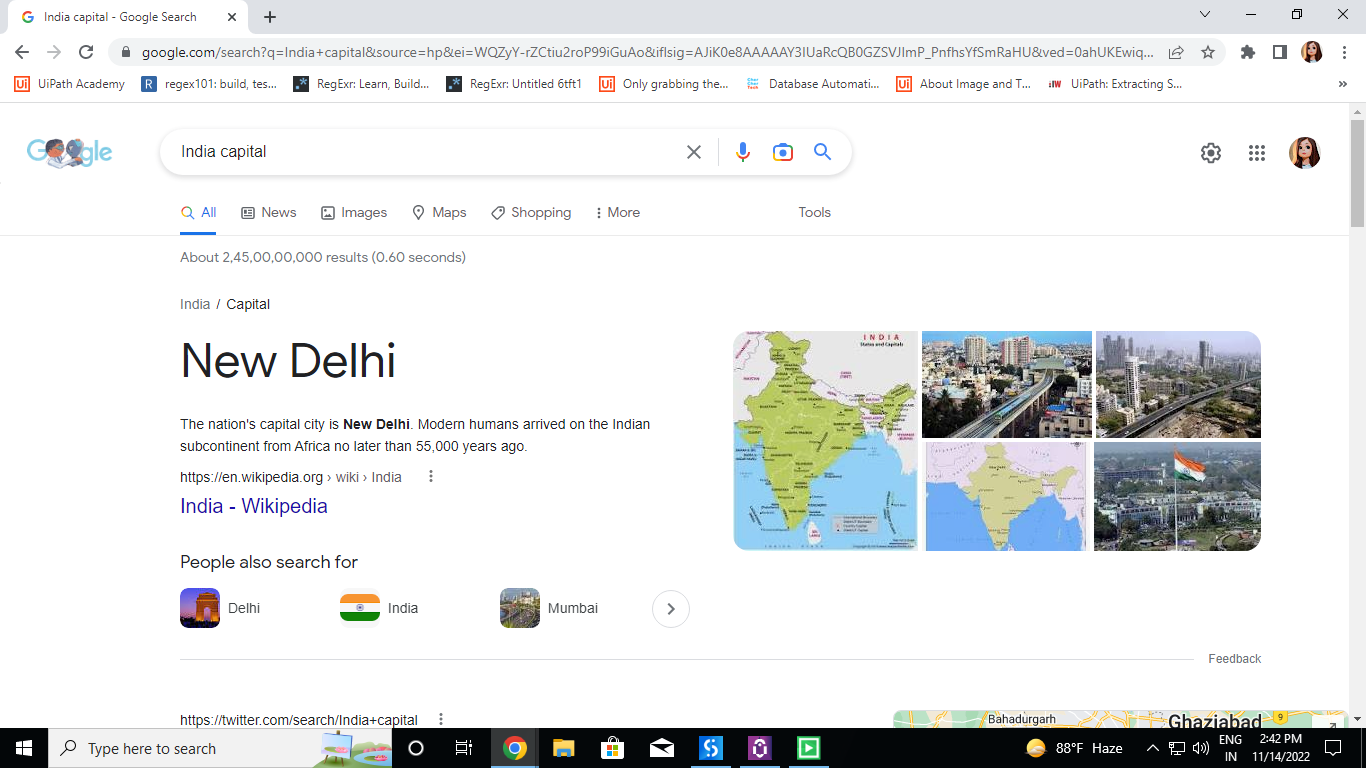 India capital - Google Search
google.com/search?q=India+capital&source=hp&ei=WQZyY-rZCtiu2roP99iGuAo&iflsig=AJiK0e8AAAAAY3IUaRcQB0GZSVJImP_PnfhsYfSmRaHU&ved=0ahUKEwiq...
UiPath Academy
regex101: build, tes...
RegExr: Learn, Build...
RegExr: Untitled 6tft1
Only grabbing the...
Database Automati...
About Image and T...
UiPath: Extracting S...
Google
India capital
All
News
Images
Maps
Shopping
More
Tools
About 2,45,00,00,000 results (0.60 seconds)
India / Capital
New Delhi
INDIA
States and Capitals
The nation's capital city is New Delhi. Modern humans arrived on the Indian
subcontinent from Africa no later than 55,000 years ago.
https://en.wikipedia.org › wiki › India
India - Wikipedia
People also search for
Delhi
India
Mumbai
Feedback
https://twitter.com/search/India+capital
Bahadurgarh
Ghaziabad
9
Type here to search
88°F Haze
ENG
IN
2:42 PM
11/14/2022